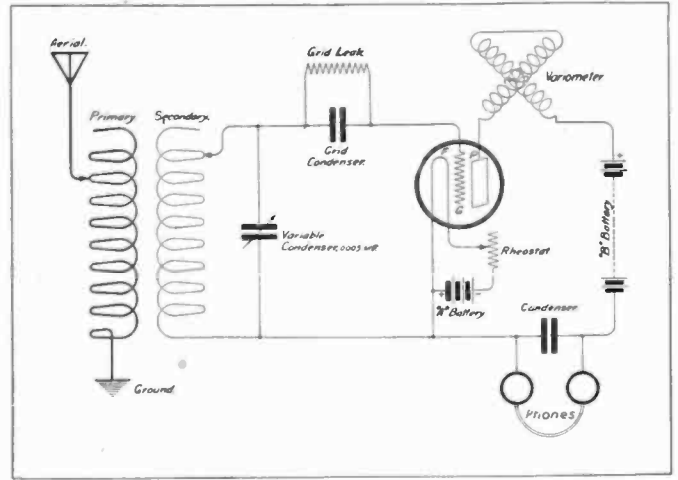 Aerial.
Primary
Secondary.
Grid Leak.
Grid
Condenser.
Variometer
F
P
G
Variable
Condenser, .0005 MF.
Rheostat
+
-
"A" Battery
+
-
"B" Battery
Condenser.
Phones
Ground.